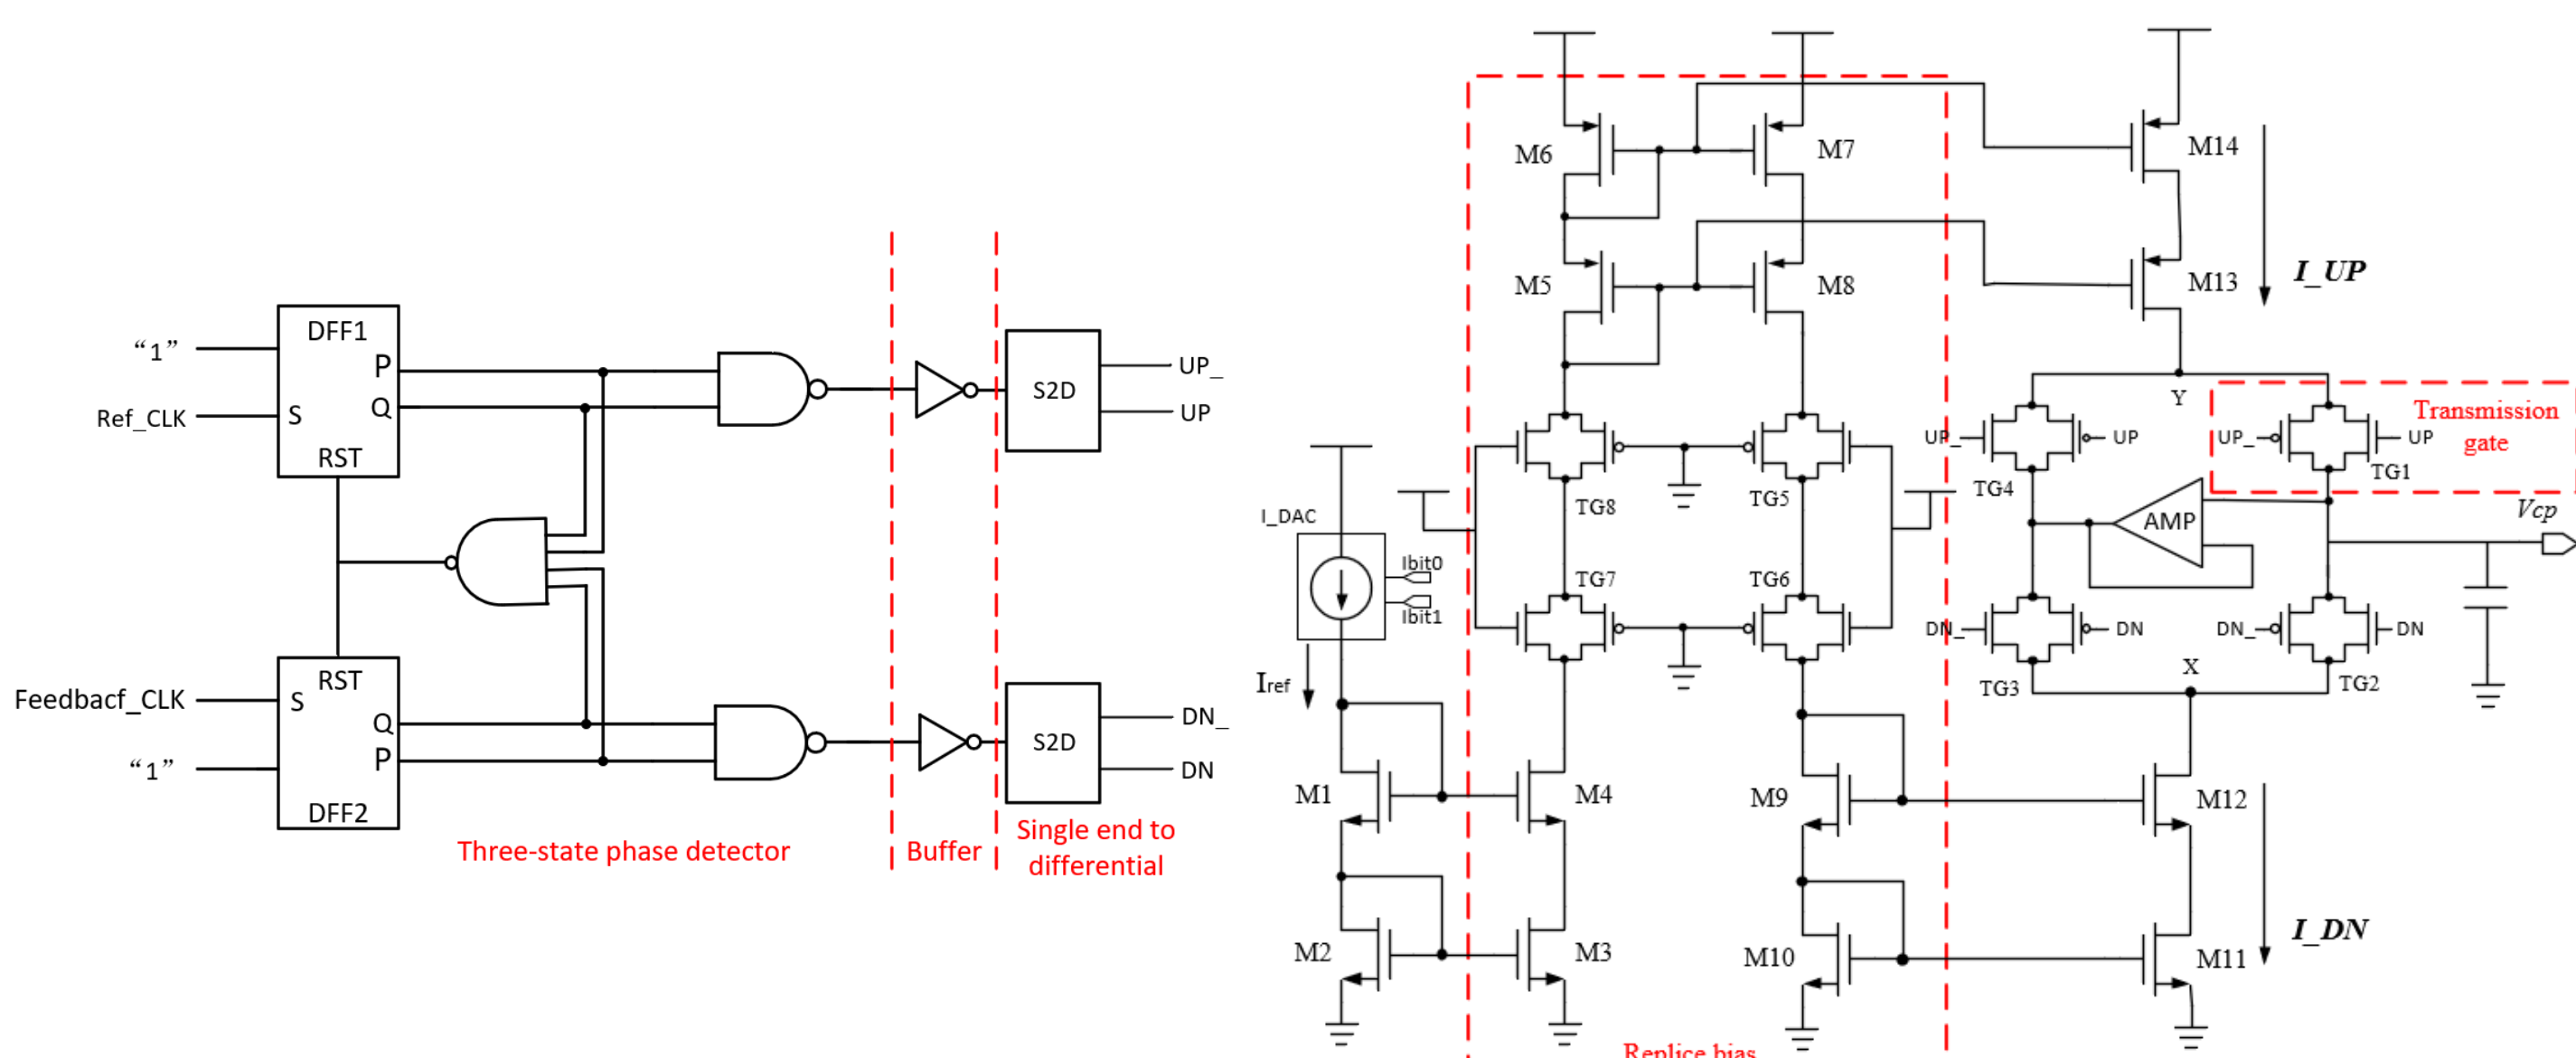 DFF1
“1”
P
Ref_CLK
S
Q
RST
UP_
S2D
UP
RST
Feedbacf_CLK
S
Q
“1”
P
DFF2
DN_
S2D
DN
Three-state phase detector
Buffer
Single end to
differential
M6
M7
M14
M5
M8
M13
I_UP
Y
Transmission
gate
UP_
UP
UP_
UP
TG8
TG5
TG4
TG1
I_DAC
AMP
Vcp
Ibit0
Ibit1
TG7
TG6
DN_
DN
DN_
DN
Iref
X
TG3
TG2
M1
M4
M9
M12
M2
M3
M10
M11
I_DN
Replice bias